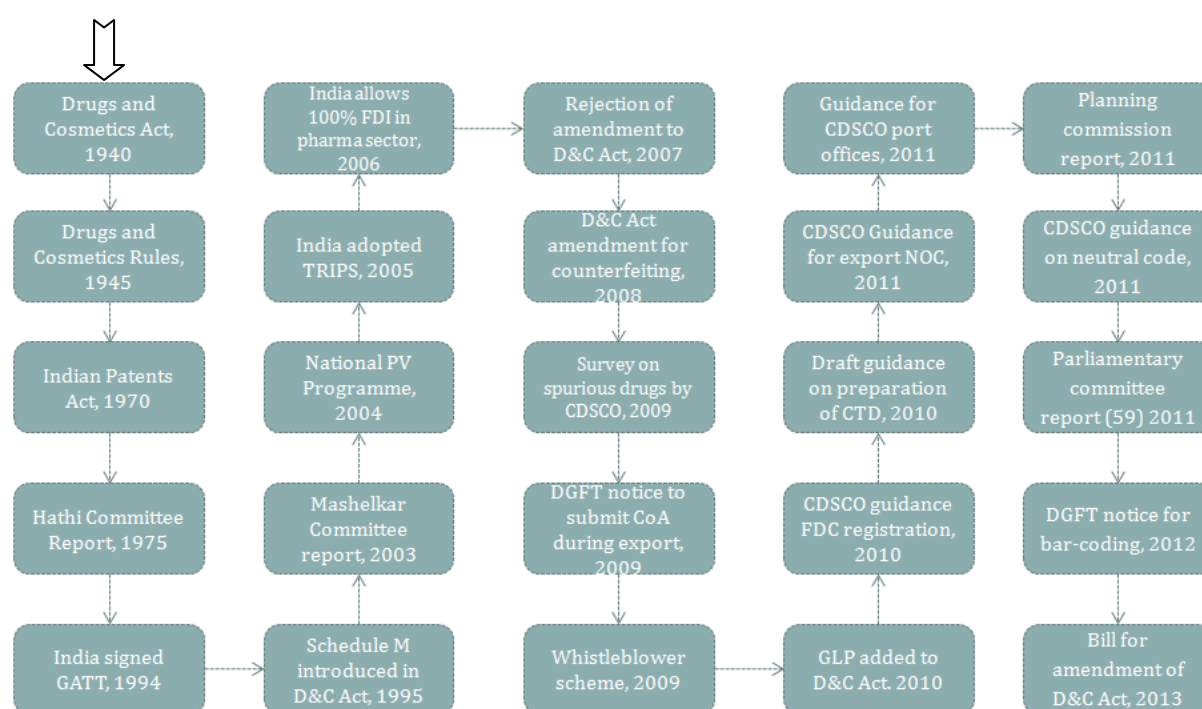 Drugs and
Cosmetics Act,
1940
Drugs and
Cosmetics Rules,
1945
Indian Patents
Act, 1970
Hathi Committee
Report, 1975
India signed
GATT, 1994
Schedule M
introduced in
D&C Act, 1995
Mashelkar
Committee
report, 2003
National PV
Programme,
2004
India adopted
TRIPS, 2005
India allows
100% FDI in
pharma sector,
2006
Rejection of
amendment to
D&C Act, 2007
D&C Act
amendment for
counterfeiting,
2008
Survey on
spurious drugs by
CDSCO, 2009
DGFT notice to
submit CoA
during export,
2009
Whistleblower
scheme, 2009
GLP added to
D&C Act. 2010
CDSCO guidance
FDC registration,
2010
Draft guidance
on preparation
of CTD, 2010
CDSCO Guidance
for export NOC,
2011
Guidance for
CDSCO port
offices, 2011
Planning
commission
report, 2011
CDSCO guidance
on neutral code,
2011
Parliamentary
committee
report (59) 2011
DGFT notice for
bar-coding, 2012
Bill for
amendment of
D&C Act, 2013